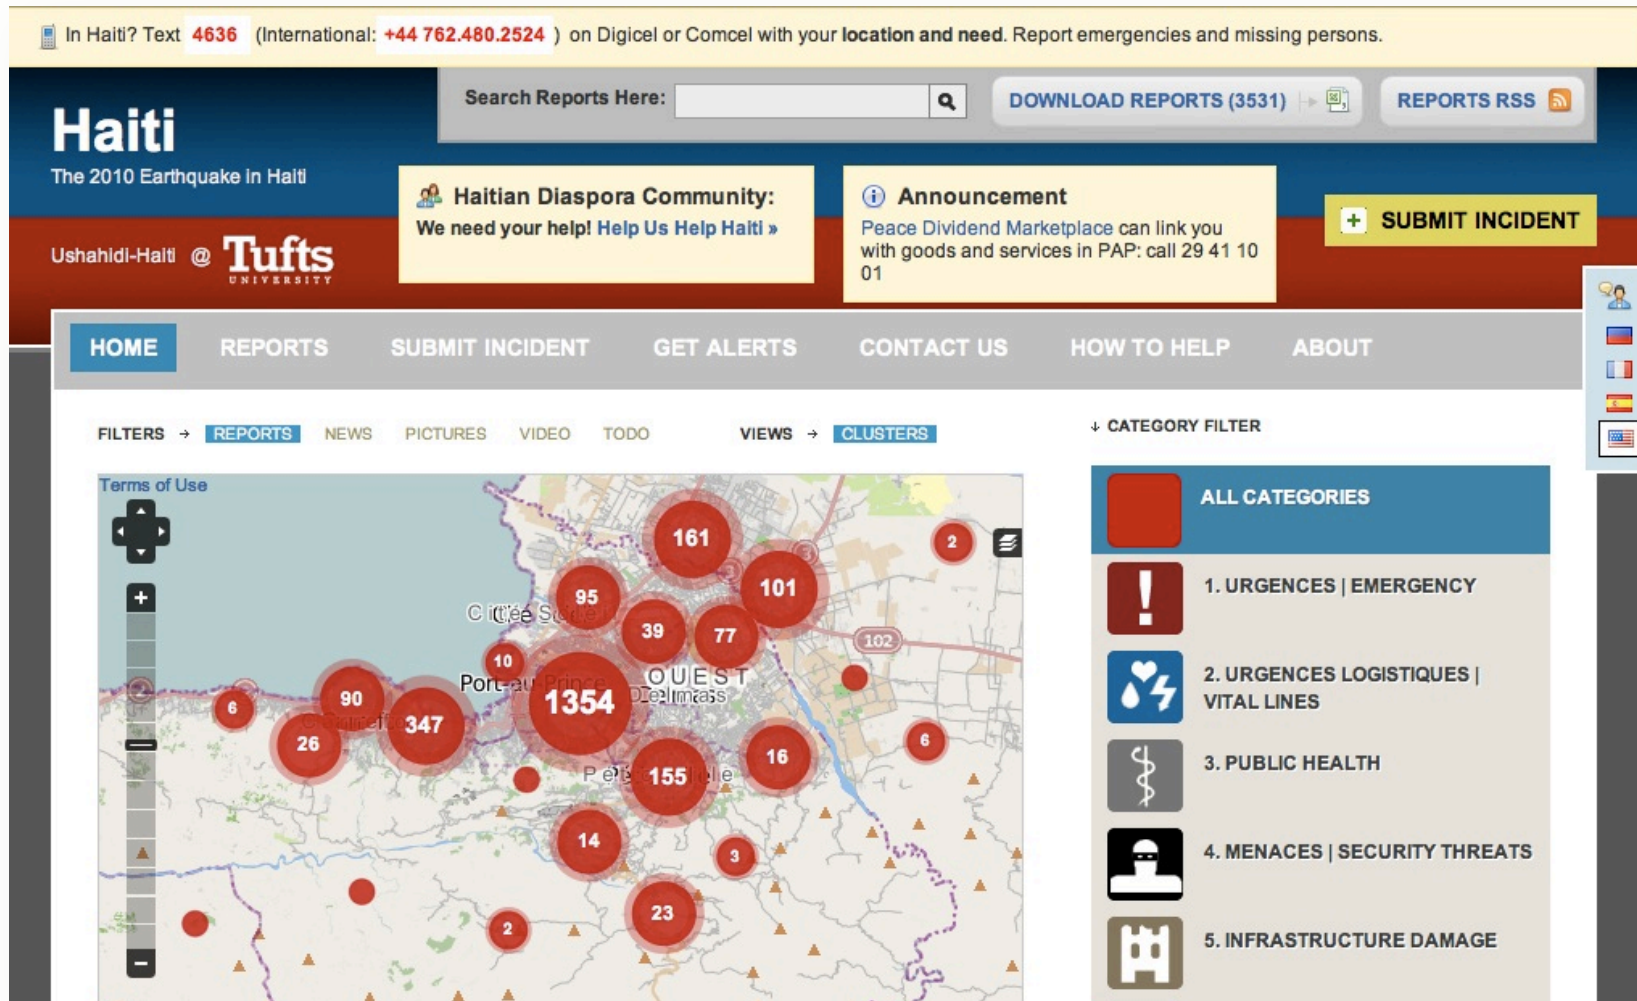 In Haiti? Text 4636 (International: +44 762.480.2524 ) on Digicel or Comcel with your location and need. Report emergencies and missing persons.
Search Reports Here:
DOWNLOAD REPORTS (3531)
REPORTS RSS
Haiti
The 2010 Earthquake in Haiti
Haitian Diaspora Community:
We need your help! Help Us Help Haiti »
Announcement
Peace Dividend Marketplace can link you
with goods and services in PAP: call 29 41 10
01
+ SUBMIT INCIDENT
Ushahidi-Haiti @ Tufts
UNIVERSITY
HOME REPORTS SUBMIT INCIDENT GET ALERTS CONTACT US HOW TO HELP ABOUT
FILTERS → REPORTS NEWS PICTURES VIDEO TODO VIEWS → CLUSTERS
↓ CATEGORY FILTER
Terms of Use
161
2
95
101
39
77
102
10
Port-au-Prince
OUEST
1354
6
90
347
26
155
16
6
14
3
23
2
ALL CATEGORIES
1. URGENCES | EMERGENCY
2. URGENCES LOGISTIQUES |
VITAL LINES
3. PUBLIC HEALTH
4. MENACES | SECURITY THREATS
5. INFRASTRUCTURE DAMAGE